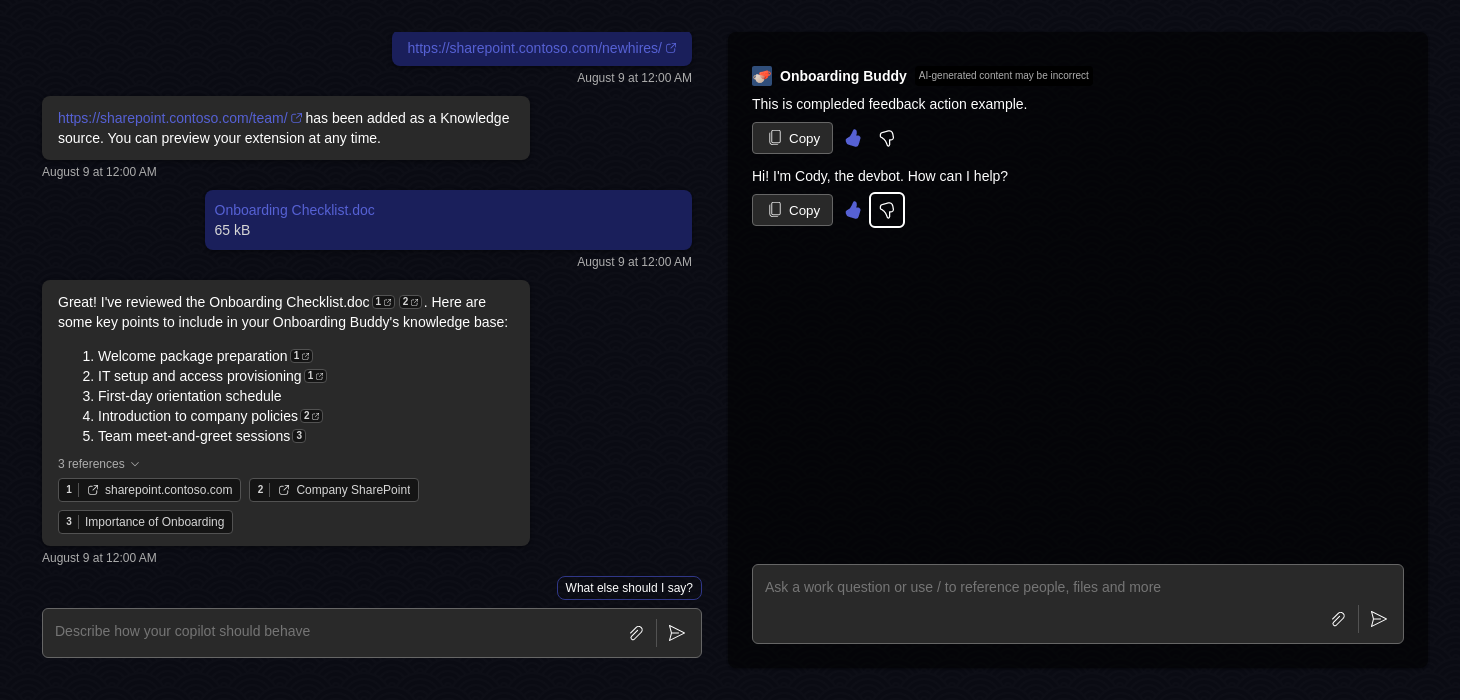 https://sharepoint.contoso.com/newhires/
August 9 at 12:00 AM
https://sharepoint.contoso.com/team/ has been added as a Knowledge
source. You can preview your extension at any time.
August 9 at 12:00 AM
Onboarding Checklist.doc
65 kB
August 9 at 12:00 AM
Great! I've reviewed the Onboarding Checklist.doc 1 2 . Here are
some key points to include in your Onboarding Buddy's knowledge base:
1. Welcome package preparation 1
2. IT setup and access provisioning 1
3. First-day orientation schedule
4. Introduction to company policies 2
5. Team meet-and-greet sessions 3
3 references
1 sharepoint.contoso.com 2 Company SharePoint
3 Importance of Onboarding
August 9 at 12:00 AM
What else should I say?
Describe how your copilot should behave
Onboarding Buddy AI-generated content may be incorrect
This is compleded feedback action example.
Copy
Hi! I'm Cody, the devbot. How can I help?
Copy
Ask a work question or use / to reference people, files and more